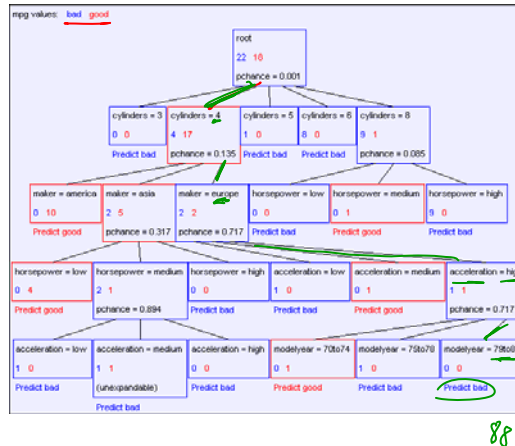 mpg values: bad good
root
22 18
pchance = 0.001
cylinders = 3
0 0
Predict bad
cylinders = 4
4 17
pchance = 0.135
cylinders = 5
1 0
Predict bad
cylinders = 6
8 0
Predict bad
cylinders = 8
9 1
pchance = 0.085
maker = america
0 10
Predict good
maker = asia
2 5
pchance = 0.317
maker = europe
2 2
pchance = 0.717
horsepower = low
0 0
Predict bad
horsepower = medium
0 1
Predict good
horsepower = high
9 0
Predict bad
horsepower = low
0 4
Predict good
horsepower = medium
2 1
pchance = 0.894
horsepower = high
0 0
Predict bad
acceleration = low
1 0
Predict bad
acceleration = medium
0 1
Predict good
acceleration = hig
1 1
pchance = 0.717
acceleration = low
1 0
Predict bad
acceleration = medium
1 1
(unexpandable)
Predict bad
acceleration = high
0 0
Predict bad
modelyear = 70to74
0 1
Predict good
modelyear = 75to78
1 0
Predict bad
modelyear = 79to8
0 0
Predict bad
88